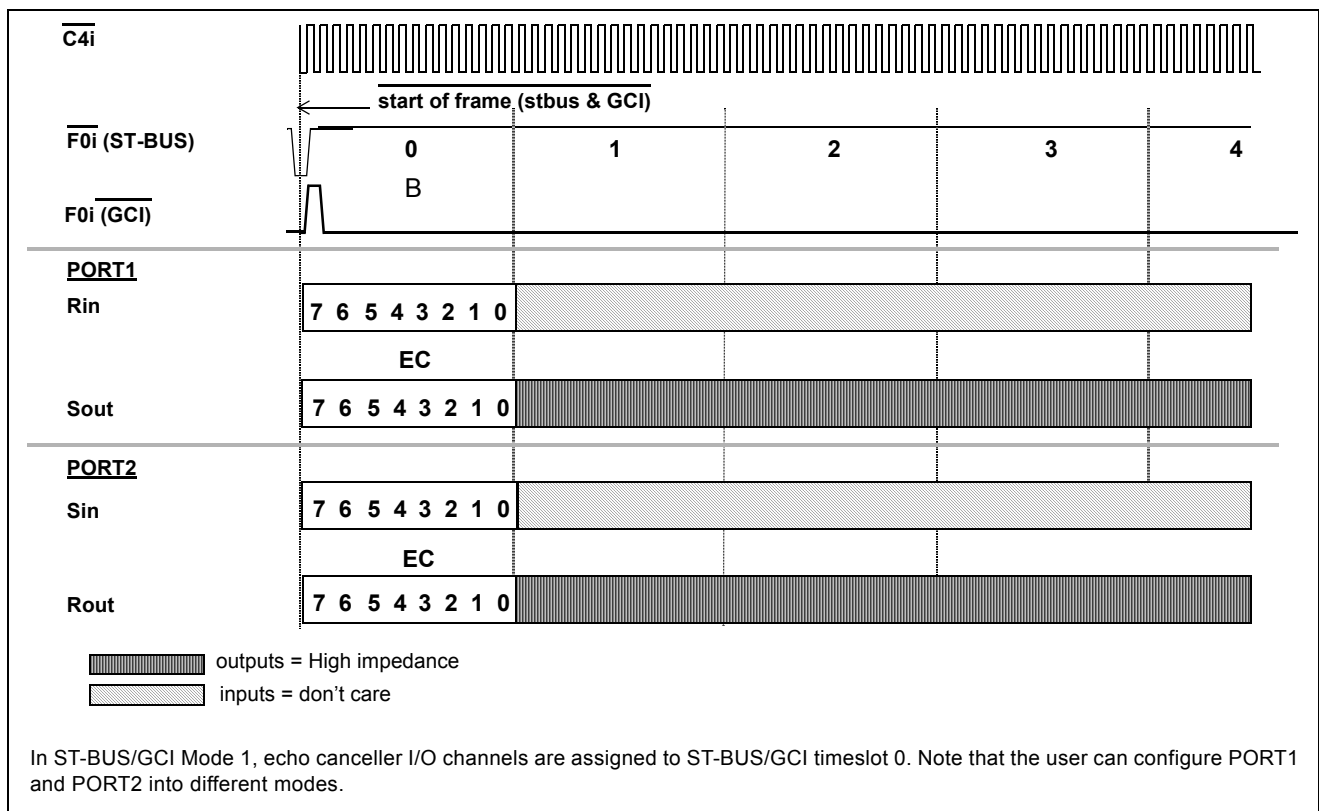 C4i
start of frame (stbus & GCI)
F0i (ST-BUS)
0 1 2 3 4
B
F0i (GCI)
PORT1
Rin
7 6 5 4 3 2 1 0
EC
Sout
7 6 5 4 3 2 1 0
PORT2
Sin
7 6 5 4 3 2 1 0
EC
Rout
7 6 5 4 3 2 1 0
outputs = High impedance
inputs = don't care
In ST-BUS/GCI Mode 1, echo canceller I/O channels are assigned to ST-BUS/GCI timeslot 0. Note that the user can configure PORT1
and PORT2 into different modes.